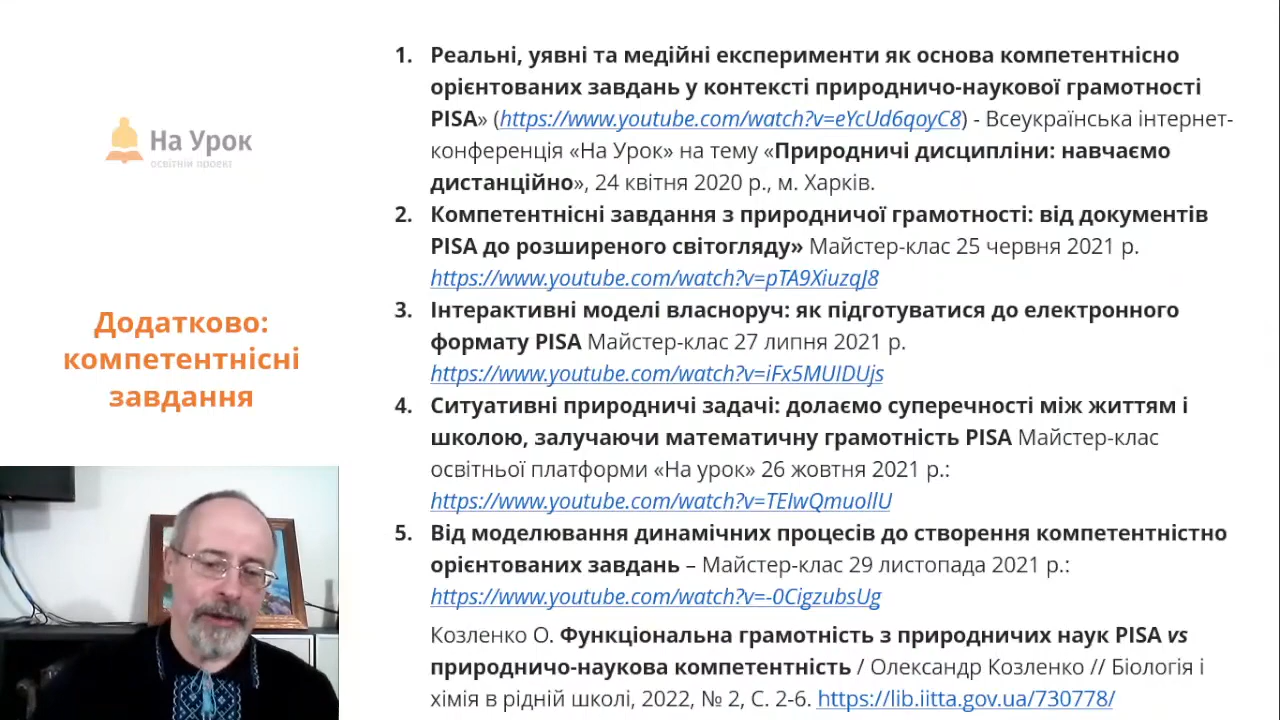 На Урок
освітній проект
Додатково:
компетентнісні
завдання
1. Реальні, уявні та медійні експерименти як основа компетентнісно
орієнтованих завдань у контексті природничо-наукової грамотності
PISA» (https://www.youtube.com/watch?v=eYcUd6qoyC8) - Всеукраїнська інтернет-
конференція «На Урок» на тему «Природничі дисципліни: навчаємо
дистанційно», 24 квітня 2020 р., м. Харків.
2. Компетентнісні завдання з природничої грамотності: від документів
PISA до розширеного світогляду» Майстер-клас 25 червня 2021 р.
https://www.youtube.com/watch?v=pTA9XiuzqJ8
3. Інтерактивні моделі власноруч: як підготуватися до електронного
формату PISA Майстер-клас 27 липня 2021 р.
https://www.youtube.com/watch?v=iFx5MUIDUjs
4. Ситуативні природничі задачі: долаємо суперечності між життям і
школою, залучаючи математичну грамотність PISA Майстер-клас
освітньої платформи «На урок» 26 жовтня 2021 р.:
https://www.youtube.com/watch?v=TEIwQmuollU
5. Від моделювання динамічних процесів до створення компетентністно
орієнтованих завдань – Майстер-клас 29 листопада 2021 р.:
https://www.youtube.com/watch?v=-0CigzubsUg
Козленко О. Функціональна грамотність з природничих наук PISA vs
природничо-наукова компетентність / Олександр Козленко // Біологія і
хімія в рідній школі, 2022, № 2, С. 2-6. https://lib.iitta.gov.ua/730778/